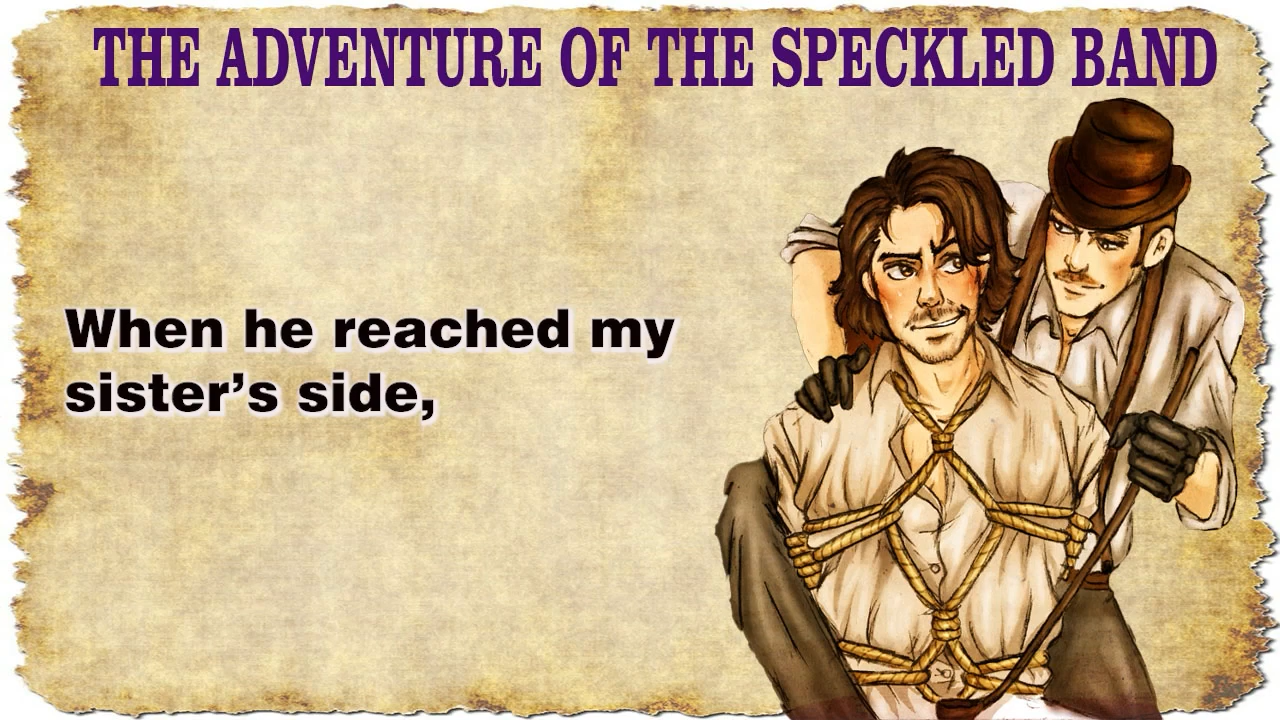 THE ADVENTURE OF THE SPECKLED BAND
When he reached my
sister’s side,